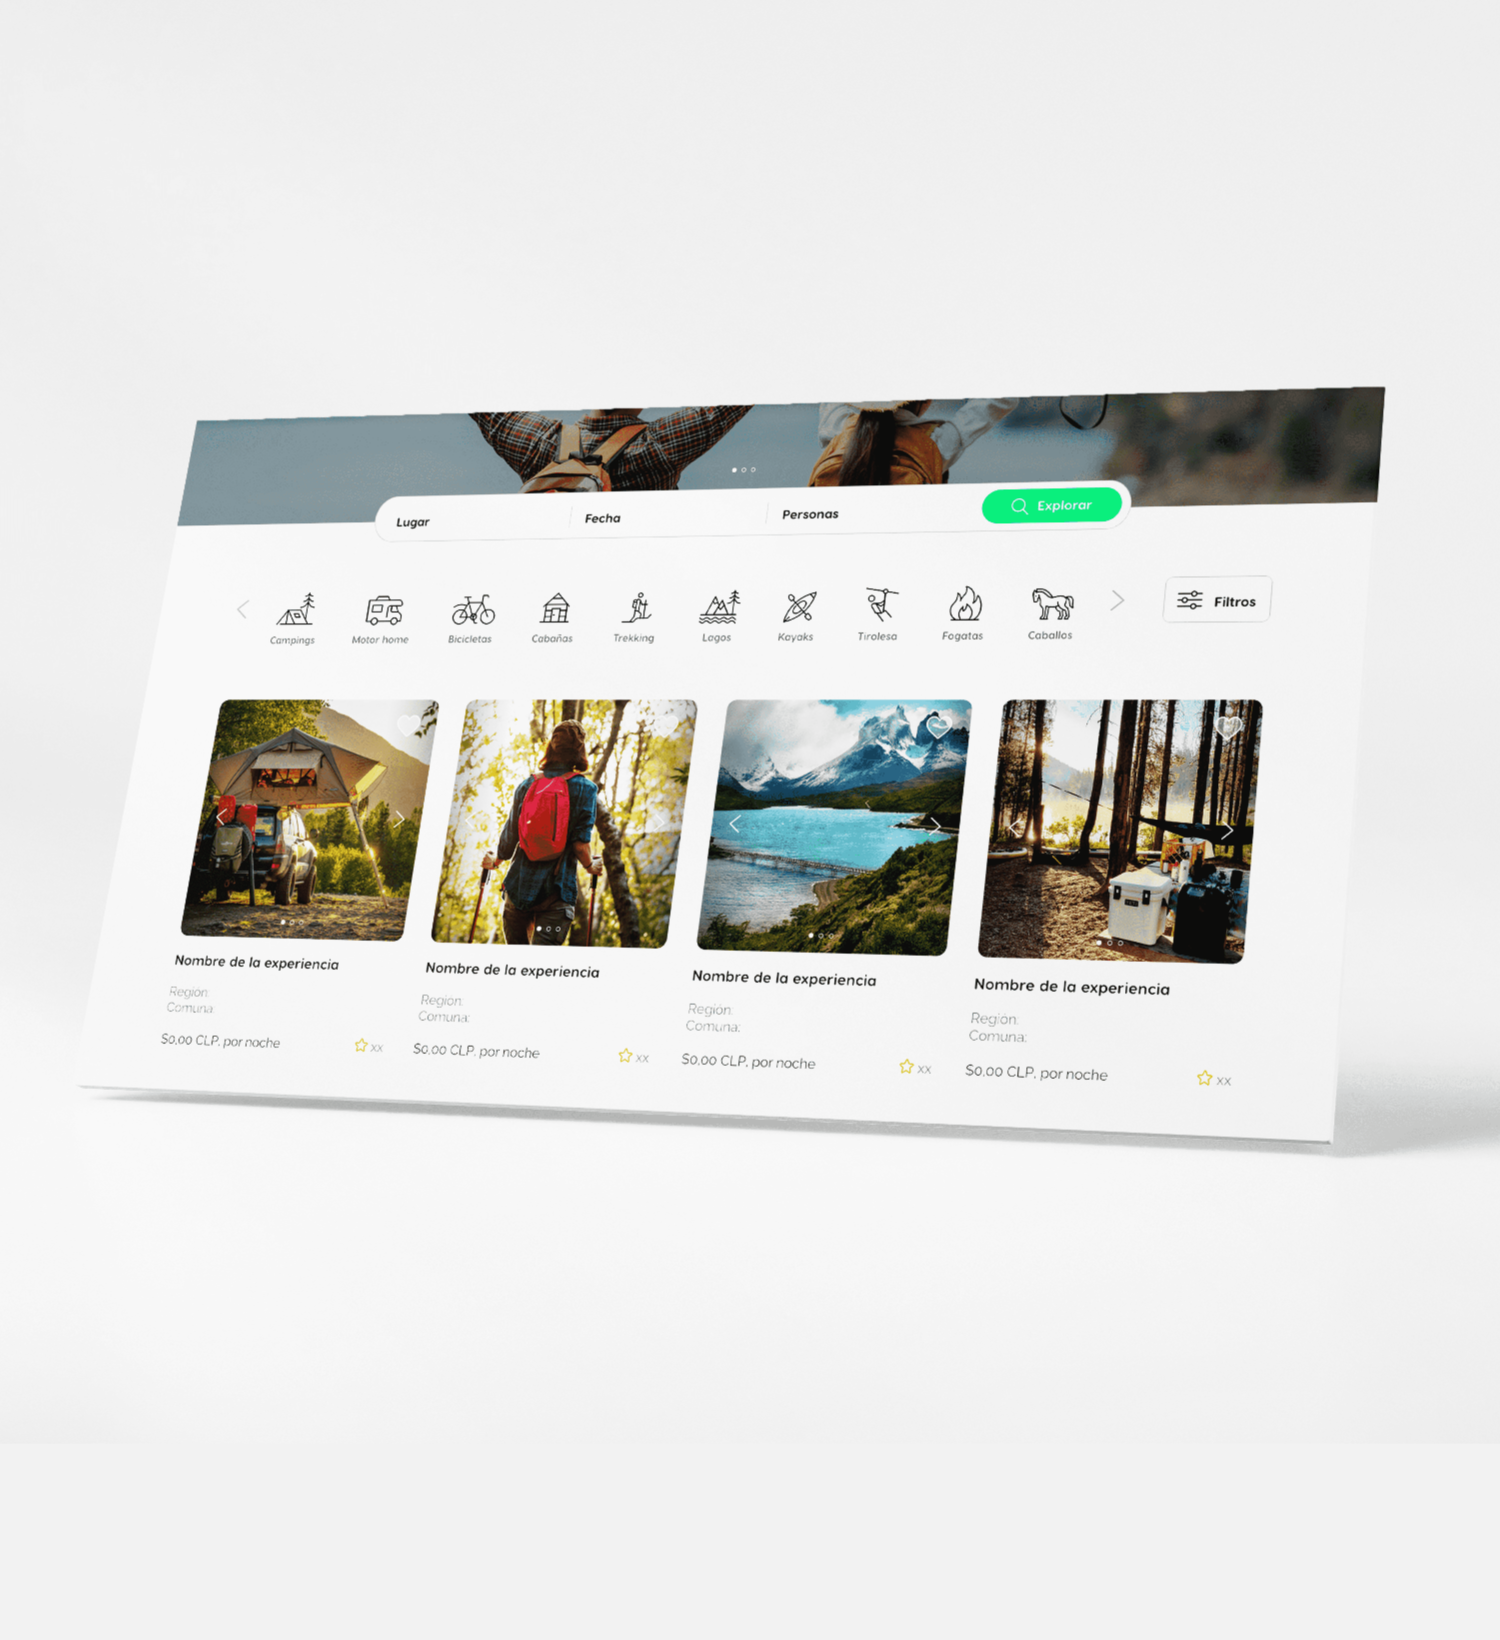 Lugar
Fecha
Personas
Explorar
Campings
Motor home
Bicicletas
Cabañas
Trekking
Lagos
Kayaks
Tirolesa
Fogatas
Caballos
Filtros
Nombre de la experiencia
Región:
Comuna:
$0,00 CLP, por noche
xx
Nombre de la experiencia
Región:
Comuna:
$0,00 CLP, por noche
xx
Nombre de la experiencia
Región:
Comuna:
$0,00 CLP, por noche
xx
Nombre de la experiencia
Región:
Comuna:
$0,00 CLP, por noche
xx